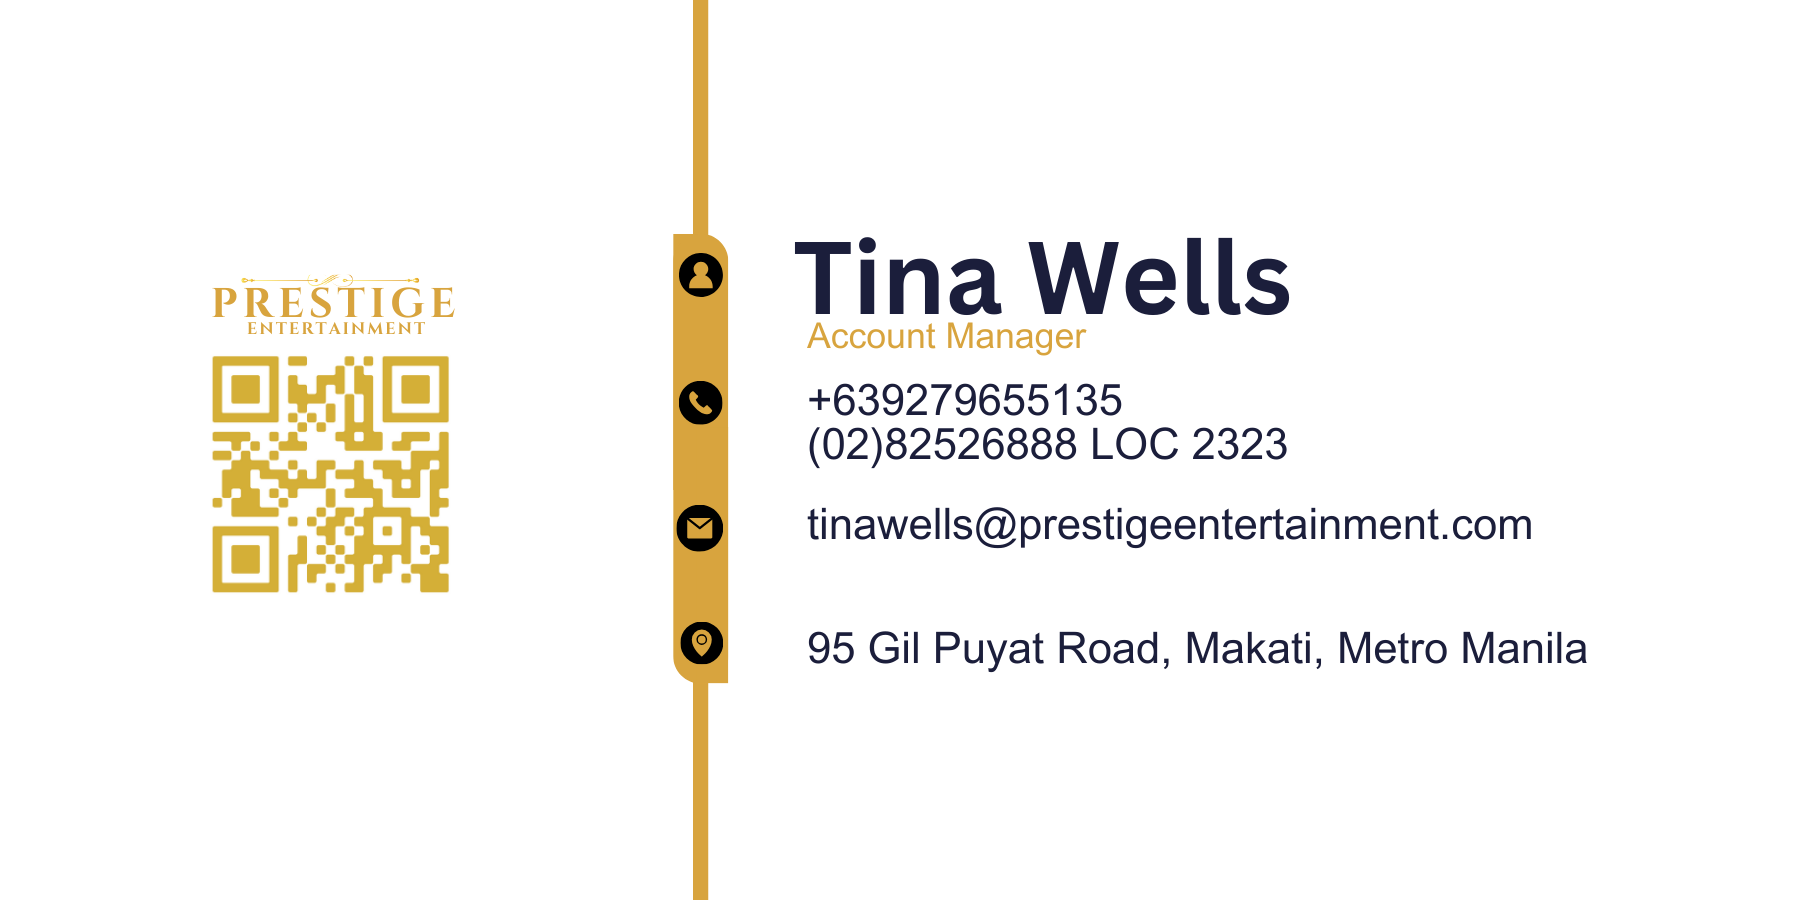 PRESTIGE
ENTERTAINMENT
Tina Wells
Account Manager
+639279655135
(02)82526888 LOC 2323
tinawells@prestigeentertainment.com
95 Gil Puyat Road, Makati, Metro Manila